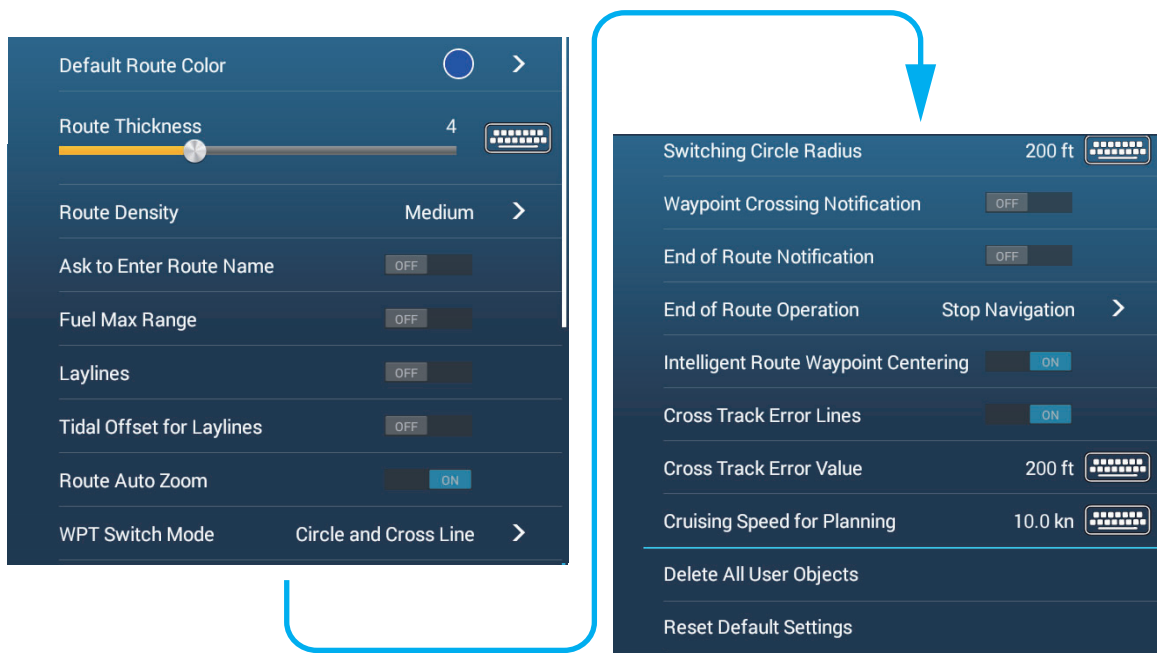 Default Route Color
Route Thickness 4
Route Density Medium
Ask to Enter Route Name OFF
Fuel Max Range OFF
Laylines OFF
Tidal Offset for Laylines OFF
Route Auto Zoom ON
WPT Switch Mode Circle and Cross Line
Switching Circle Radius 200 ft
Waypoint Crossing Notification OFF
End of Route Notification OFF
End of Route Operation Stop Navigation
Intelligent Route Waypoint Centering ON
Cross Track Error Lines ON
Cross Track Error Value 200 ft
Cruising Speed for Planning 10.0 kn
Delete All User Objects
Reset Default Settings